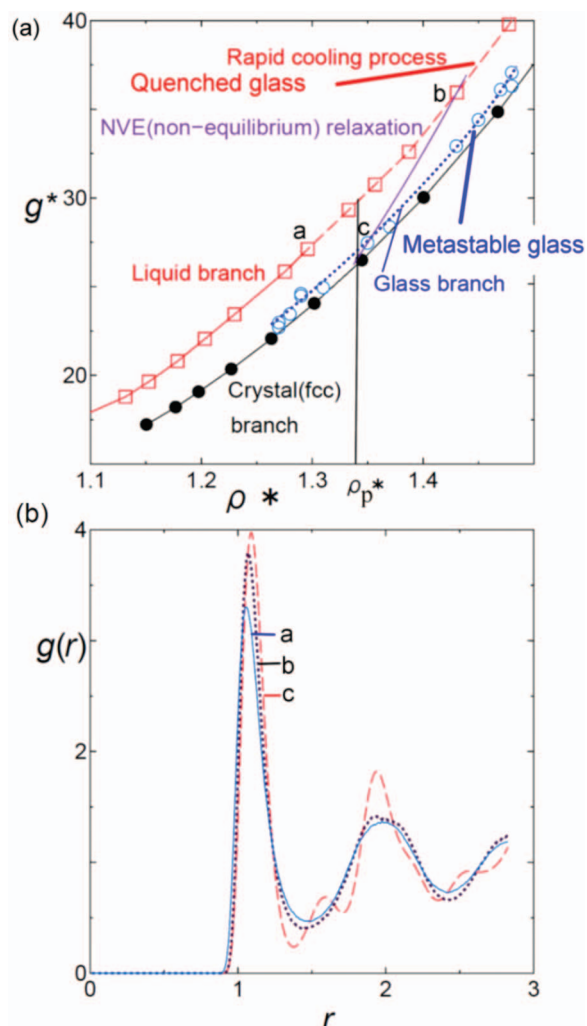 (a)
40
Rapid cooling process
Quenched glass
b
NVE(non-equilibrium) relaxation
30
g*
a
c
Metastable glass
Liquid branch
Glass branch
20
Crystal(fcc)
branch
1.1
1.2
1.3
ρp*
1.4
ρ *
(b)
4
a
g(r)
b
c
2
0
0
1
2
3
r